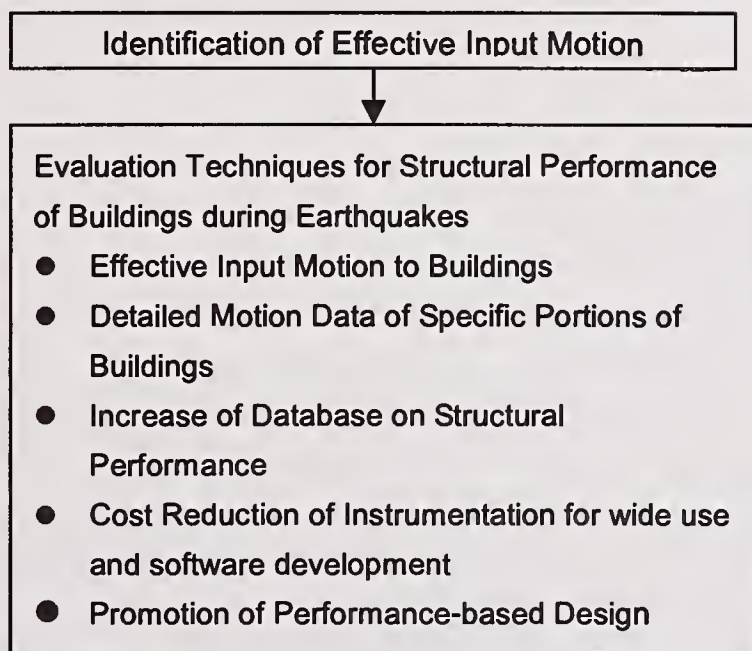 Identification of Effective Input Motion
Evaluation Techniques for Structural Performance
of Buildings during Earthquakes
● Effective Input Motion to Buildings
● Detailed Motion Data of Specific Portions of
Buildings
● Increase of Database on Structural
Performance
● Cost Reduction of Instrumentation for wide use
and software development
● Promotion of Performance-based Design